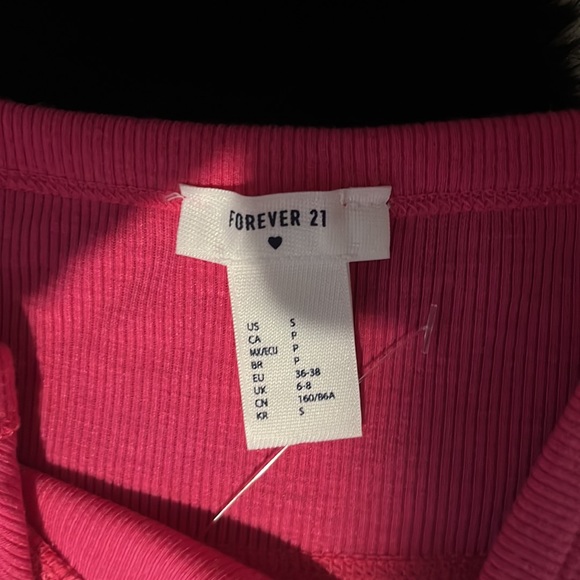 FOREVER 21
US S
CA P
MX/ECU P
BR P
EU 36-38
UK 6-8
CN 160/86A
KR S